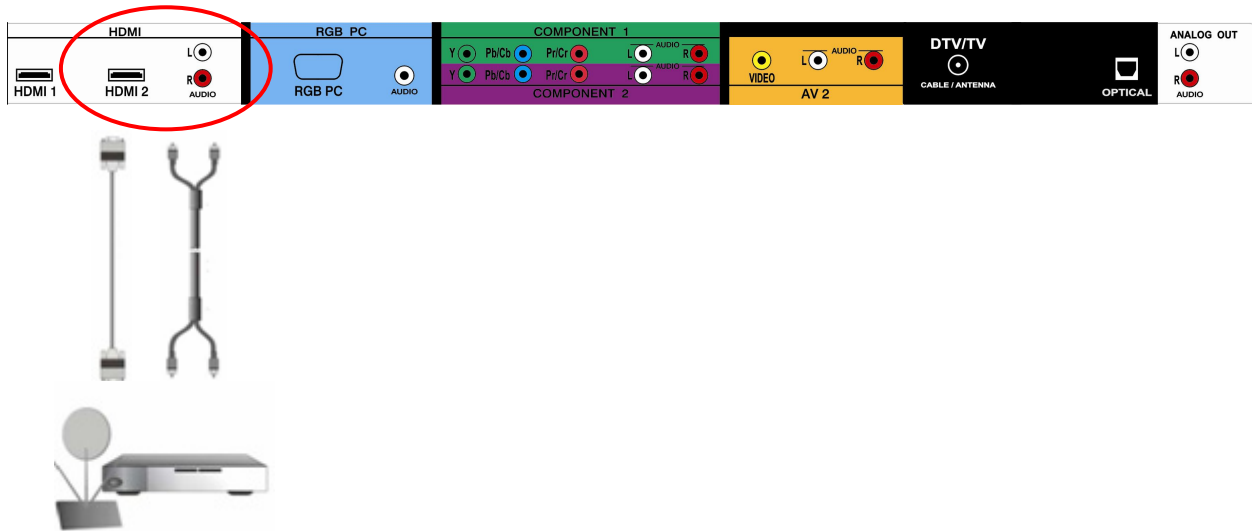 HDMI
HDMI 1
HDMI 2
L
R
AUDIO
RGB PC
RGB PC
AUDIO
COMPONENT 1
Y Pb/Cb Pr/Cr L AUDIO R
Y Pb/Cb Pr/Cr L AUDIO R
COMPONENT 2
VIDEO
L AUDIO R
AV 2
DTV/TV
CABLE / ANTENNA
OPTICAL
ANALOG OUT
L
R
AUDIO